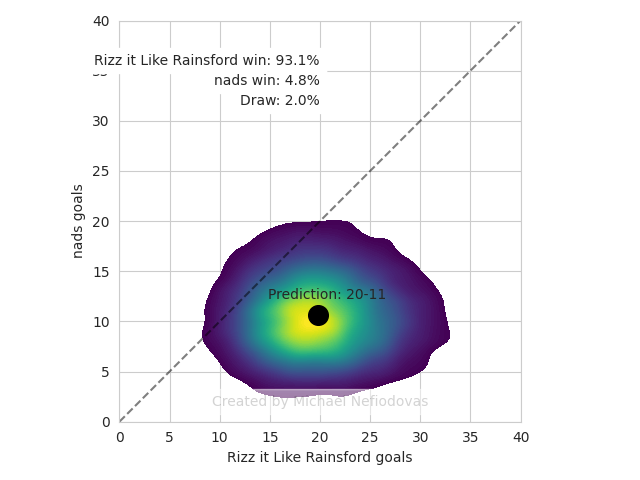 40
Rizz it Like Rainsford win: 93.1%
nads win: 4.8%
Draw: 2.0%
30
25
20
15
10
5
0
nads goals
Prediction: 20-11
Created by Michael Nefiodovas
0 5 10 15 20 25 30 35 40
Rizz it Like Rainsford goals